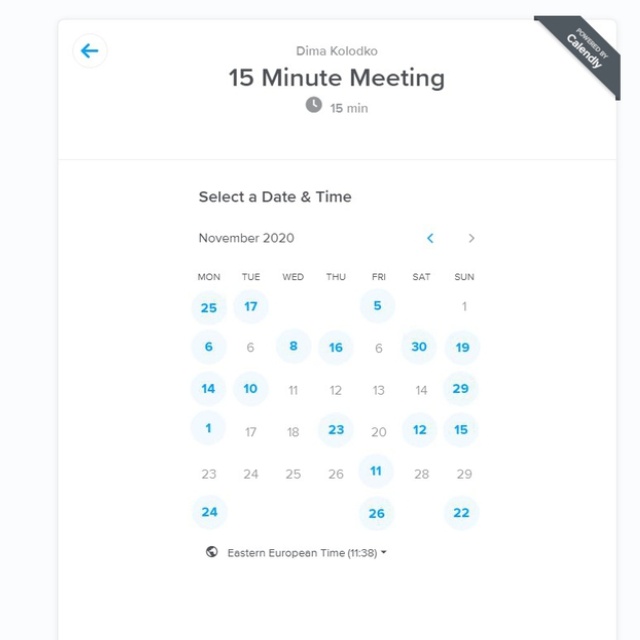 Dima Kolodko
POWERED BY
Calendly
15 Minute Meeting
15 min
Select a Date & Time
November 2020
MON TUE WED THU FRI SAT SUN
25 17 5 1
6 6 8 16 6 30 19
14 10 11 12 13 14 29
1 17 18 23 20 12 15
23 24 25 26 11 28 29
24 26 22
Eastern European Time (11:38)